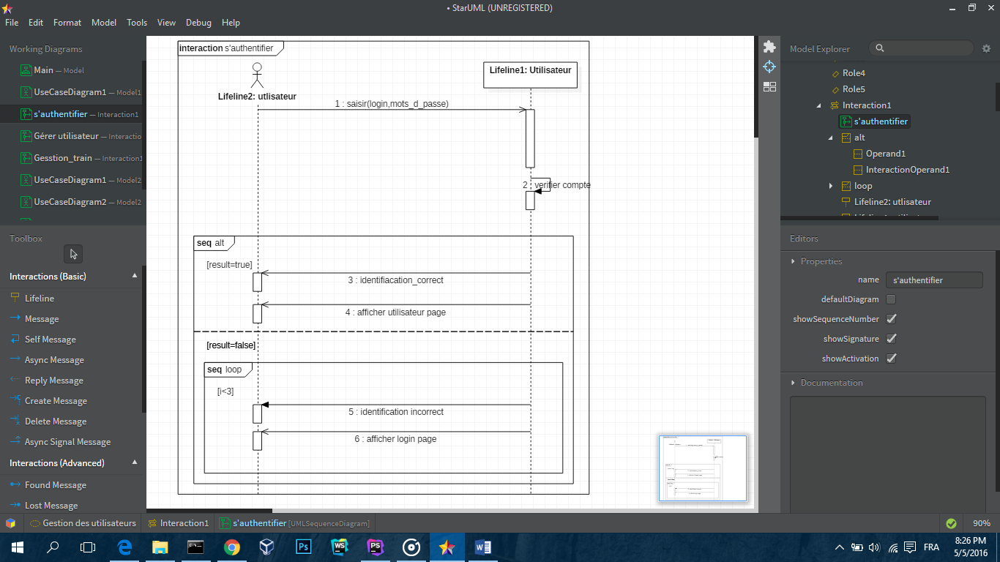 • StarUML (UNREGISTERED)
File Edit Format Model Tools View Debug Help
Working Diagrams
Main — Model
UseCaseDiagram1 — Model1
s'authentifier — Interaction1
Gérer utilisateur — Interactio
Gesstion_train — Interaction1
UseCaseDiagram1 — Model2
UseCaseDiagram2 — Model2
Toolbox
Interactions (Basic)
Lifeline
Message
Self Message
Async Message
Reply Message
Create Message
Delete Message
Async Signal Message
Interactions (Advanced)
Found Message
Lost Message
interaction s'authentifier
Lifeline2: utlisateur
Lifeline1: Utilisateur
1 : saisir(login,mots_d_passe)
2 : verifier compte
seq alt
[result=true]
3 : identifiacation_correct
4 : afficher utilisateur page
[result=false]
seq loop
[i<3]
5 : identification incorrect
6 : afficher login page
Model Explorer
Role4
Role5
Interaction1
s'authentifier
alt
Operand1
InteractionOperand1
loop
Lifeline2: utlisateur
Editors
Properties
name s'authentifier
defaultDiagram
showSequenceNumber
showSignature
showActivation
Documentation
Gestion des utilisateurs Interaction1 s'authentifier [UMLSequenceDiagram] 90%
Ps WS PS W
FRA
8:26 PM
5/5/2016